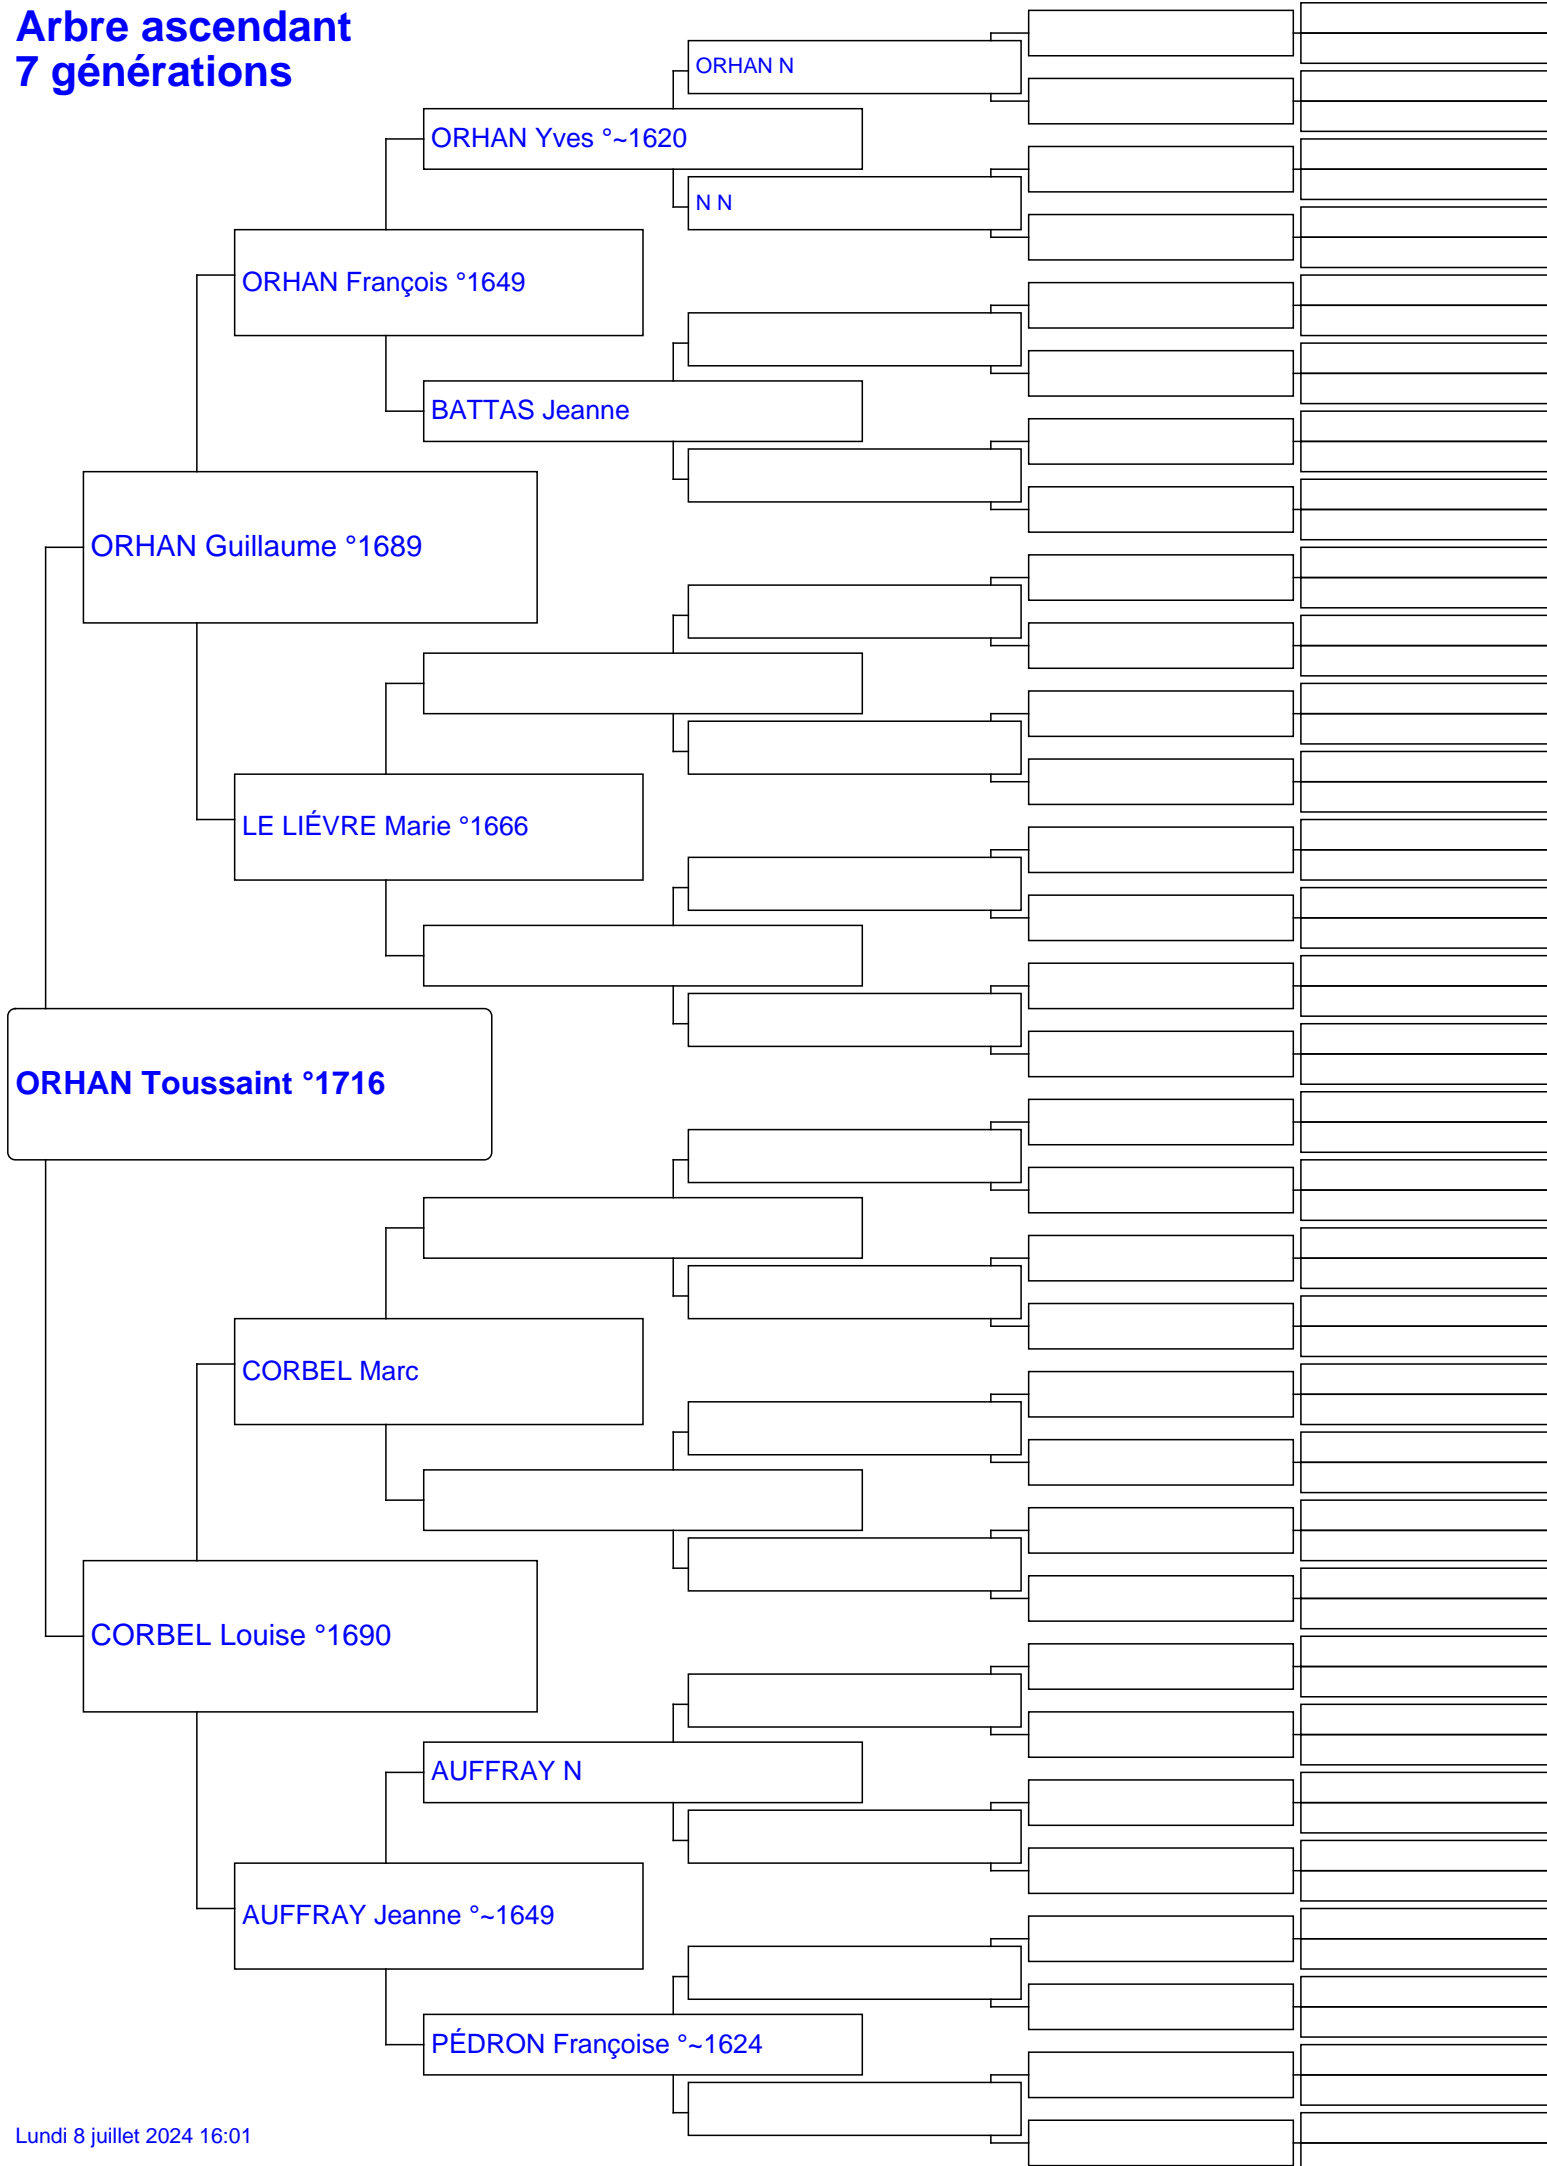 Arbre ascendant
7 générations
ORHAN N
ORHAN Yves °~1620
N N
ORHAN François °1649
BATTAS Jeanne
ORHAN Guillaume °1689
LE LIÉVRE Marie °1666
ORHAN Toussaint °1716
CORBEL Marc
CORBEL Louise °1690
AUFFRAY N
AUFFRAY Jeanne °~1649
PÉDRON Françoise °~1624
Lundi 8 juillet 2024 16:01